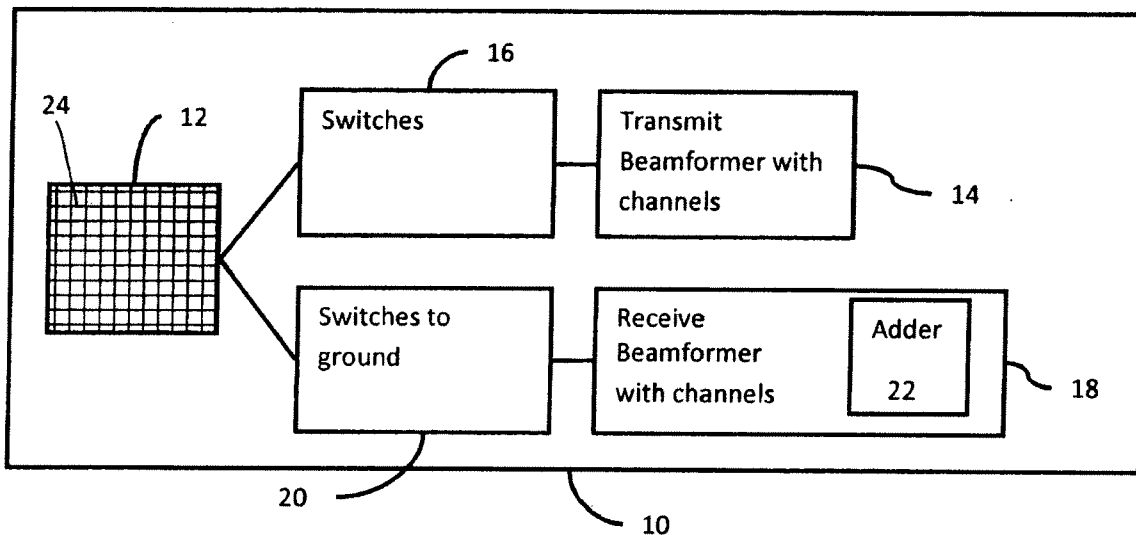 16
24
12
Switches
Transmit
Beamformer with
channels
14
Switches to
ground
Receive
Beamformer
with channels
Adder
22
18
20
10